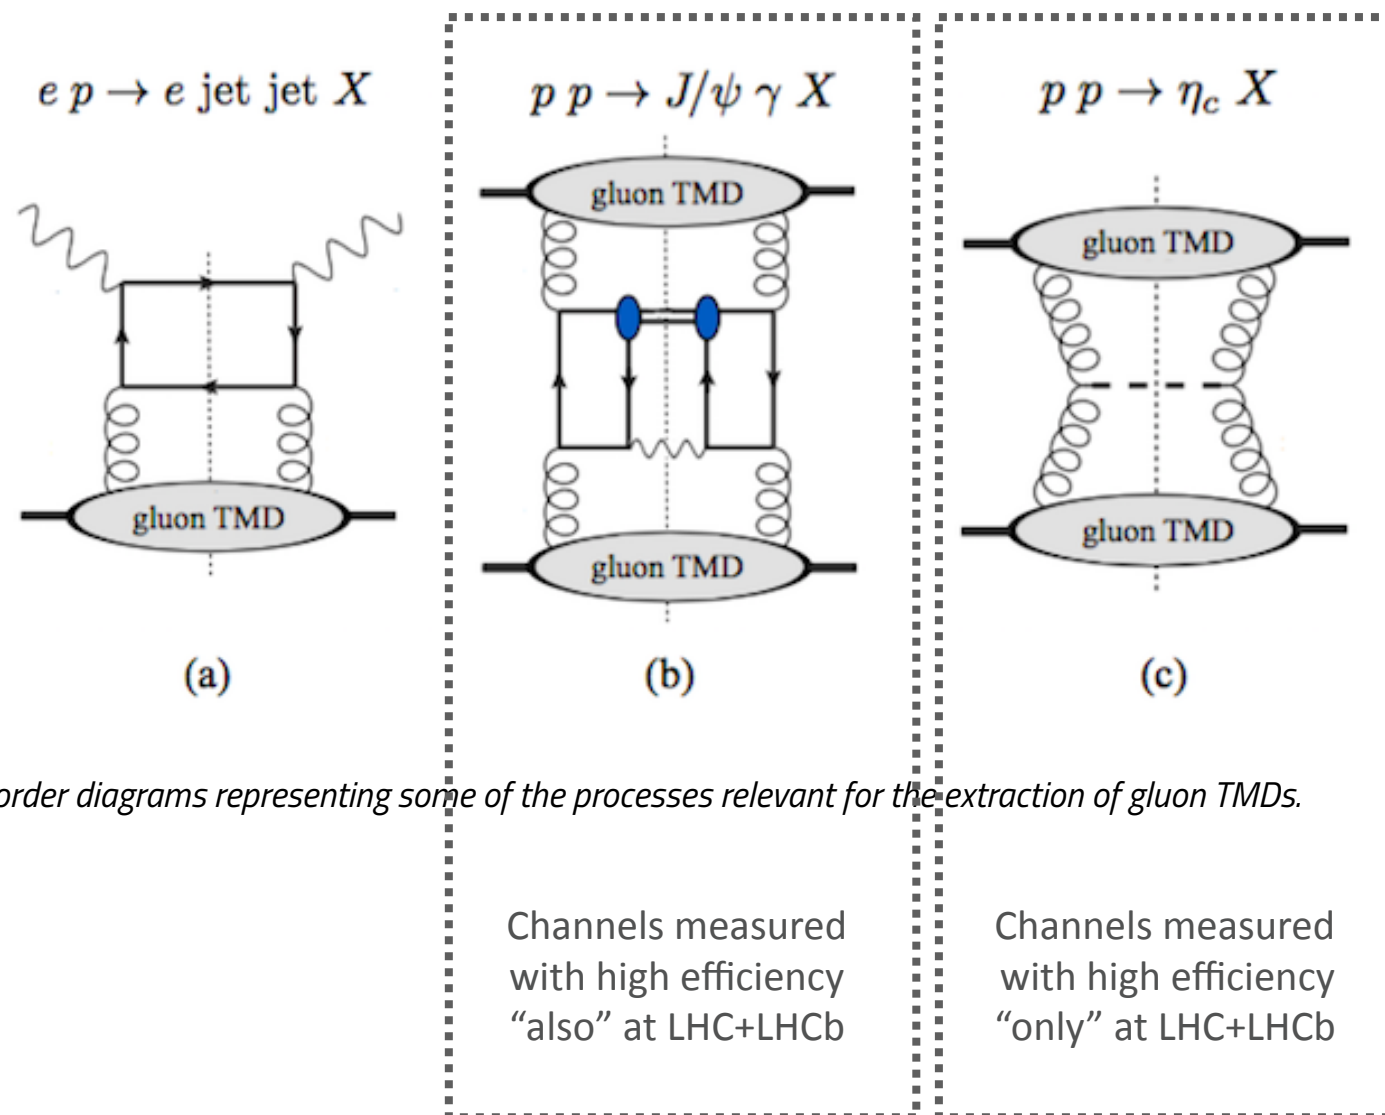 e p → e jet jet X
p p → J/ψ γ X
p p → η_c X
gluon TMD
gluon TMD
gluon TMD
gluon TMD
gluon TMD
(a)
(b)
(c)
order diagrams representing some of the processes relevant for the extraction of gluon TMDs.
Channels measured
with high efficiency
“also” at LHC+LHCb
Channels measured
with high efficiency
“only” at LHC+LHCb